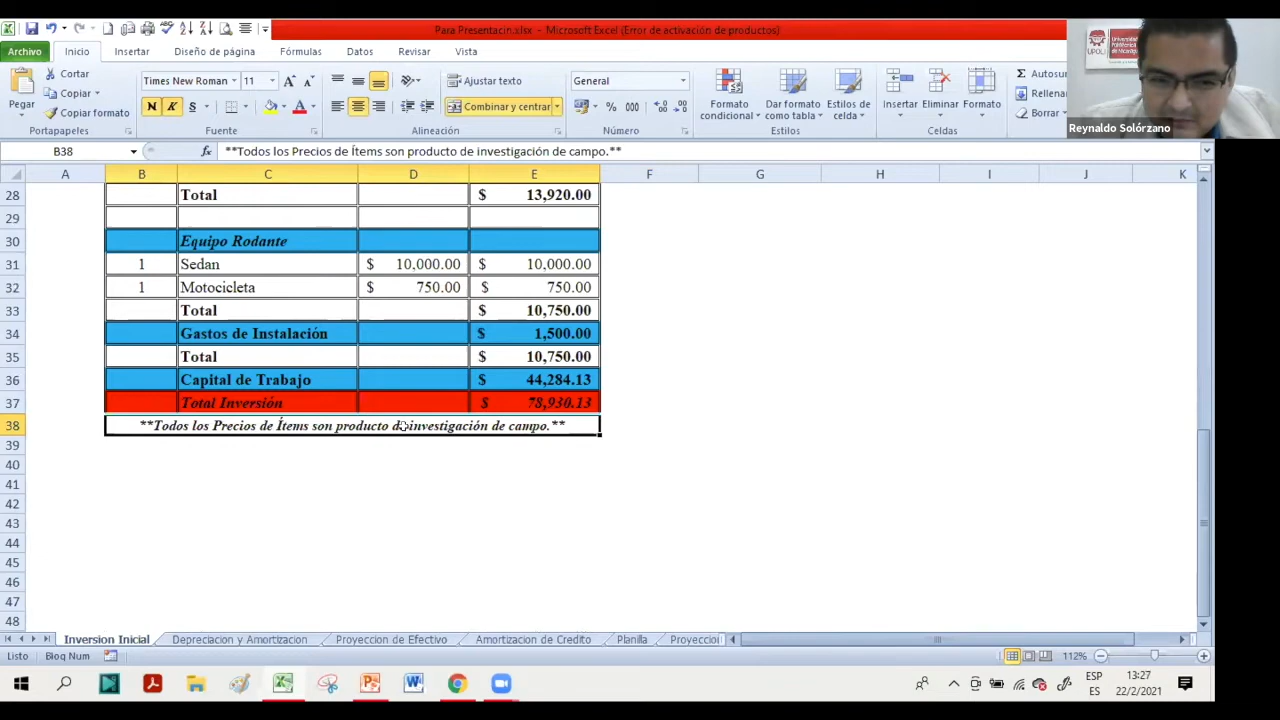 Para Presentacin.xlsx - Microsoft Excel (Error de activación de productos)
Archivo Inicio Insertar Diseño de página Fórmulas Datos Revisar Vista
Pegar
Cortar
Copiar
Copiar formato
Portapapeles
Times New Roman 11
N K S
Fuente
Ajustar texto
Combinar y centrar
Alineación
General
% 000
Número
Formato condicional
Dar formato como tabla
Estilos de celda
Estilos
Insertar Eliminar Formato
Celdas
Autosu
Rellena
Borrar
UPOLI
Reynaldo Solórzano
B38 fx **Todos los Precios de Ítems son producto de investigación de campo.**
A B C D E F G H I J K
28 Total $ 13,920.00
29
30 Equipo Rodante
31 1 Sedan $ 10,000.00 $ 10,000.00
32 1 Motocicleta $ 750.00 $ 750.00
33 Total $ 10,750.00
34 Gastos de Instalación $ 1,500.00
35 Total $ 10,750.00
36 Capital de Trabajo $ 44,284.13
37 Total Inversión $ 78,930.13
38 **Todos los Precios de Ítems son producto de investigación de campo.**
39
40
41
42
43
44
45
46
47
48
Inversion Inicial Depreciacion y Amortizacion Proyeccion de Efectivo Amortizacion de Credito Planilla Proyeccion
Listo Bloq Num 112%
ESP
ES
13:27
22/2/2021